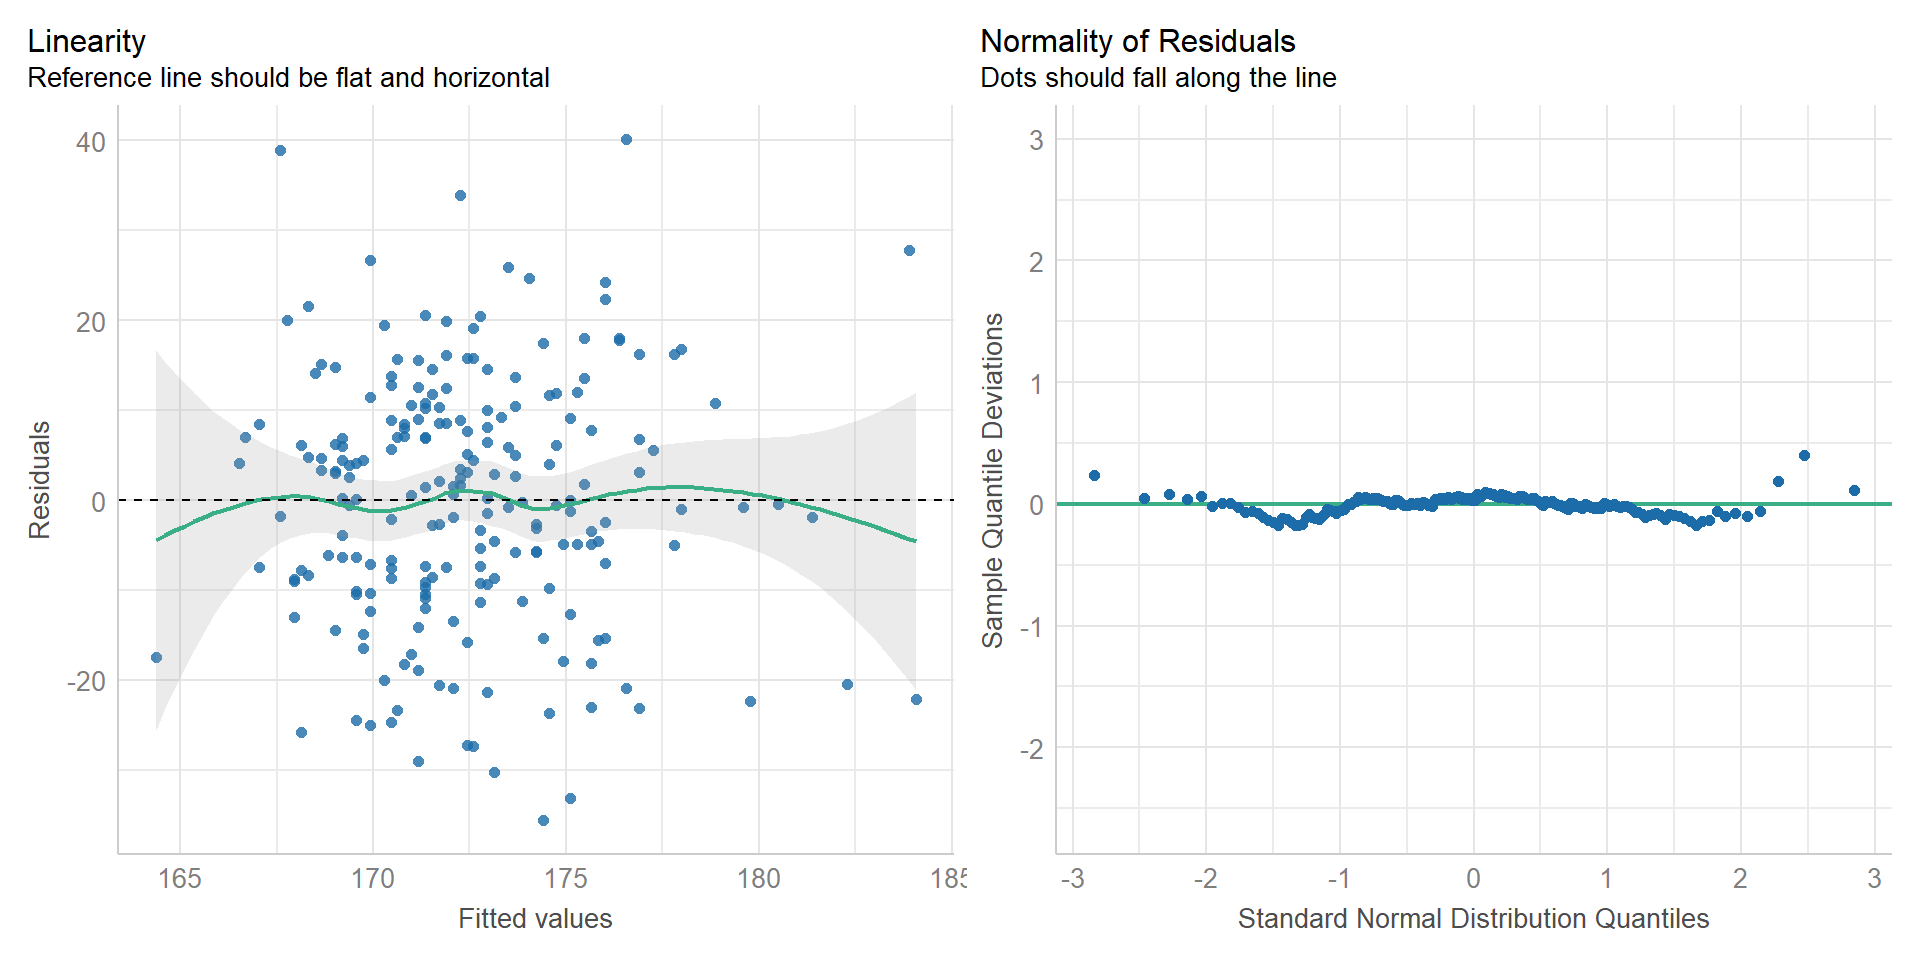 Linearity
Reference line should be flat and horizontal
40
20
0
-20
Residuals
165 170 175 180 185
Fitted values
Normality of Residuals
Dots should fall along the line
3
2
1
0
-1
-2
Sample Quantile Deviations
-3 -2 -1 0 1 2 3
Standard Normal Distribution Quantiles